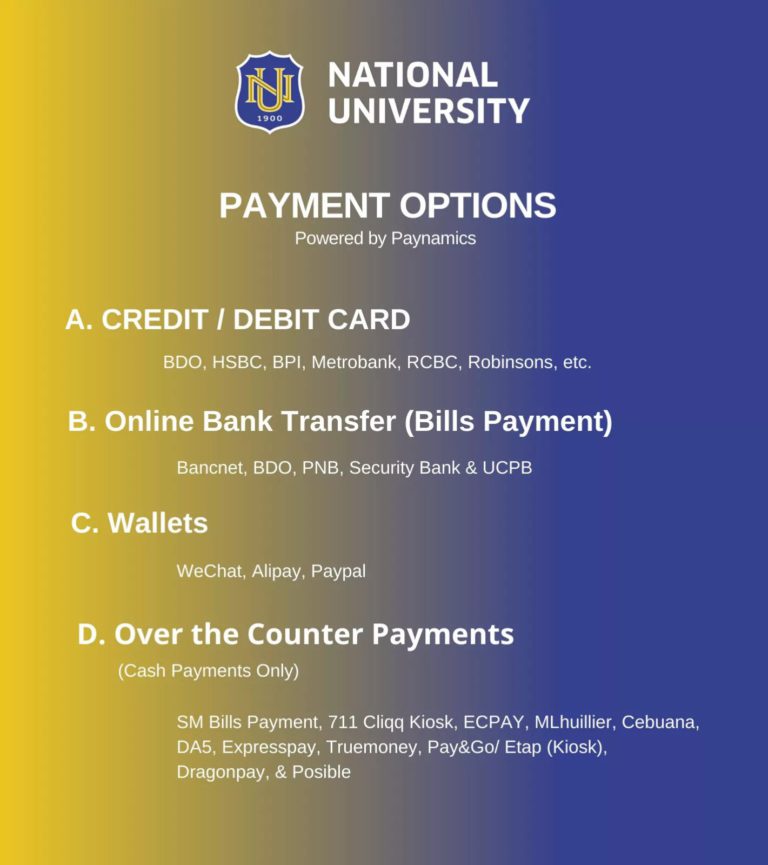 NU
1900
NATIONAL
UNIVERSITY
PAYMENT OPTIONS
Powered by Paynamics
A. CREDIT / DEBIT CARD
BDO, HSBC, BPI, Metrobank, RCBC, Robinsons, etc.
B. Online Bank Transfer (Bills Payment)
Bancnet, BDO, PNB, Security Bank & UCPB
C. Wallets
WeChat, Alipay, Paypal
D. Over the Counter Payments
(Cash Payments Only)
SM Bills Payment, 711 Cliqq Kiosk, ECPAY, MLhuillier, Cebuana,
DA5, Expresspay, Truemoney, Pay&Go/ Etap (Kiosk),
Dragonpay, & Posible